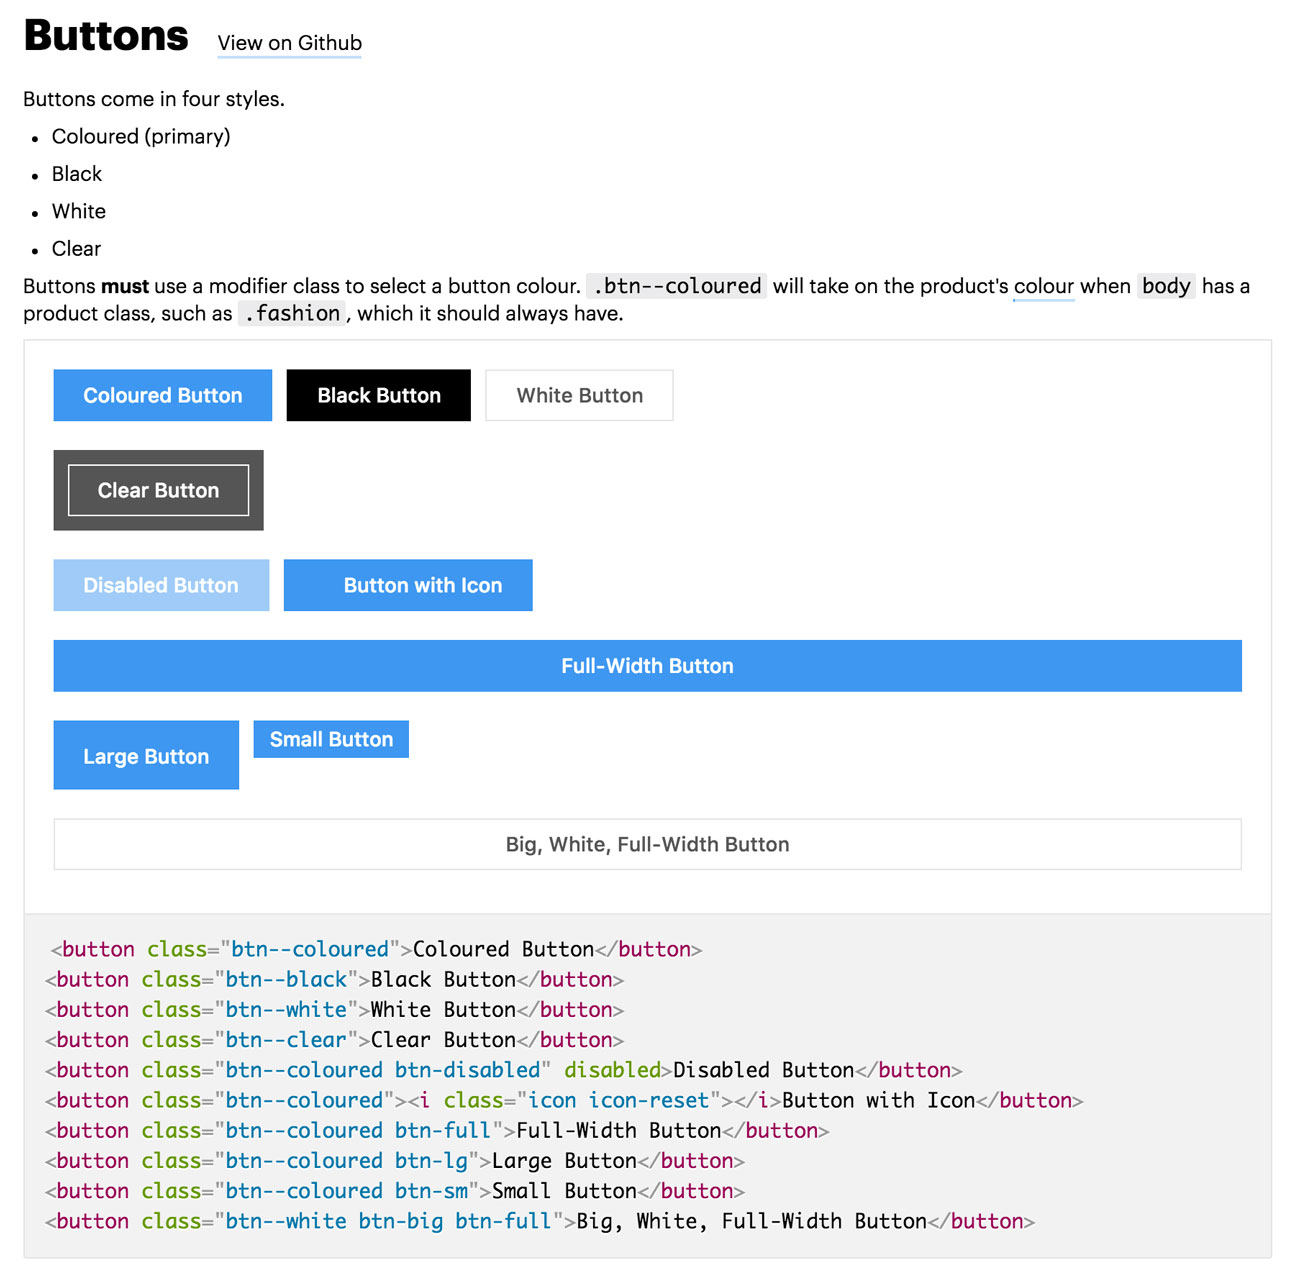 Buttons View on Github
Buttons come in four styles.
• Coloured (primary)
• Black
• White
• Clear
Buttons must use a modifier class to select a button colour. .btn--coloured will take on the product's colour when body has a
product class, such as .fashion, which it should always have.
Coloured Button Black Button White Button
Clear Button
Disabled Button Button with Icon
Full-Width Button
Large Button Small Button
Big, White, Full-Width Button
<button class="btn--coloured">Coloured Button</button>
<button class="btn--black">Black Button</button>
<button class="btn--white">White Button</button>
<button class="btn--clear">Clear Button</button>
<button class="btn--coloured btn-disabled" disabled>Disabled Button</button>
<button class="btn--coloured"><i class="icon icon-reset"></i>Button with Icon</button>
<button class="btn--coloured btn-full">Full-Width Button</button>
<button class="btn--coloured btn-lg">Large Button</button>
<button class="btn--coloured btn-sm">Small Button</button>
<button class="btn--white btn-big btn-full">Big, White, Full-Width Button</button>